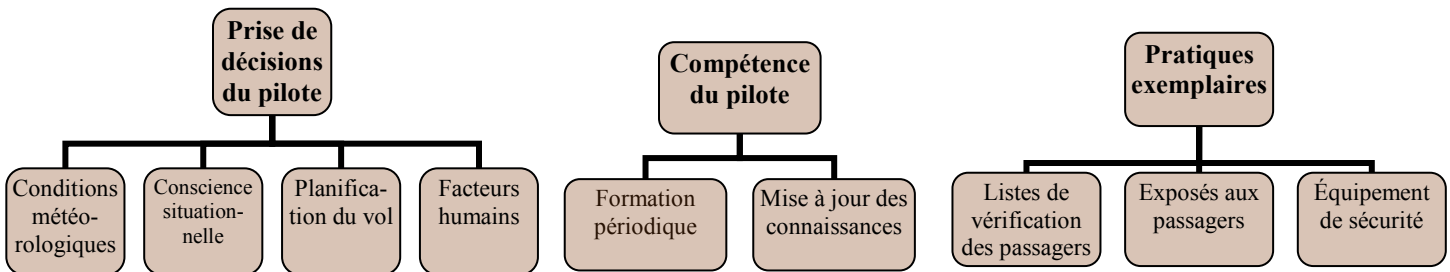 Prise de
décisions
du pilote
Conditions
météo-
rologiques
Conscience
situation-
nelle
Planifica-
tion du vol
Facteurs
humains
Compétence
du pilote
Formation
périodique
Mise à jour des
connaissances
Pratiques
exemplaires
Listes de
vérification
des passagers
Exposés aux
passagers
Équipement
de sécurité